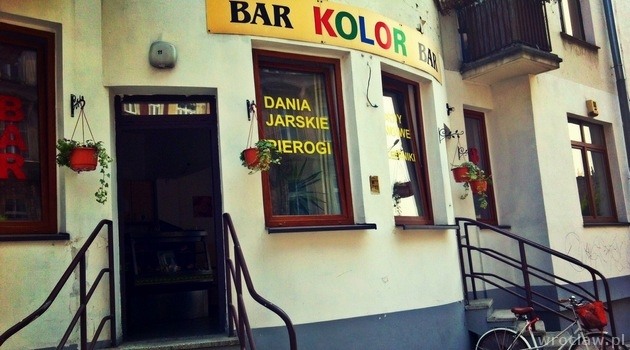 BAR KOLOR BAR
DANIA
JARSKIE
PIEROGI
BAR
wroclaw.pl